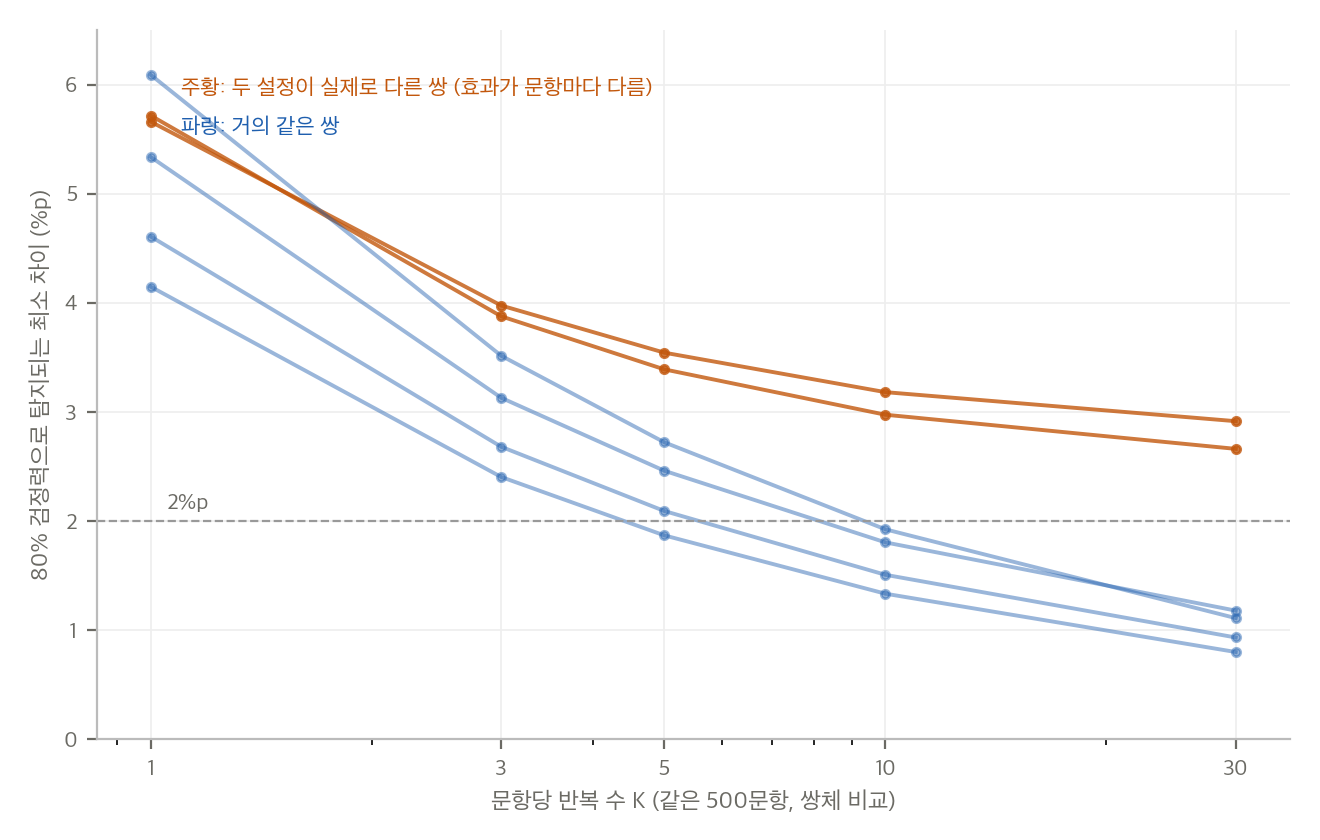 주황: 두 설정이 실제로 다른 쌍 (효과가 문항마다 다름)
파랑: 거의 같은 쌍
80% 검정력으로 탐지되는 최소 차이 (%p)
6
5
4
3
2
1
0
2%p
1
3
5
10
30
문항당 반복 수 K (같은 500문항, 쌍체 비교)